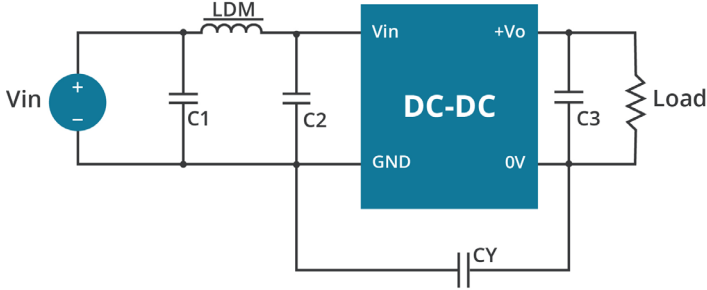 LDM
Vin
+
−
C1
C2
Vin
+Vo
DC-DC
GND
0V
C3
Load
CY